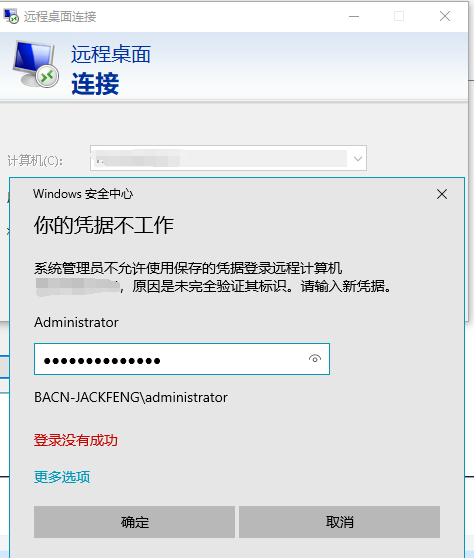 远程桌面连接
远程桌面
连接
计算机(C):
Windows 安全中心
你的凭据不工作
系统管理员不允许使用保存的凭据登录远程计算机
，原因是未完全验证其标识。请输入新凭据。
Administrator
●●●●●●●●●●●●●●
BACN-JACKFENG\administrator
登录没有成功
更多选项
确定
取消